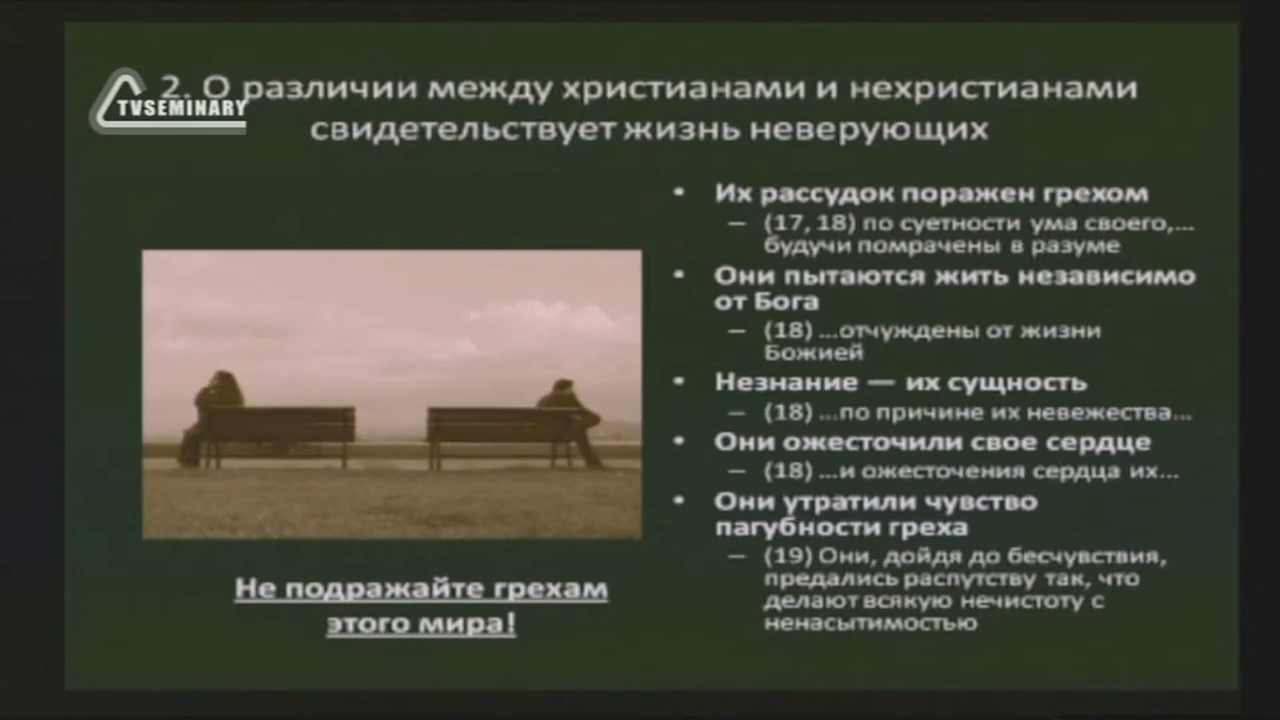 2. О различии между христианами и нехристианами
свидетельствует жизнь неверующих
TVSEMINARY
• Их рассудок поражен грехом
– (17, 18) по суетности ума своего,...
будучи помрачены в разуме
• Они пытаются жить независимо
от Бога
– (18) ...отчуждены от жизни
Божией
• Незнание — их сущность
– (18) ...по причине их невежества...
• Они ожесточили свое сердце
– (18) ...и ожесточения сердца их...
• Они утратили чувство
пагубности греха
– (19) Они, дойдя до бесчувствия,
предались распутству так, что
делают всякую нечистоту с
ненасытимостью
Не подражайте грехам
этого мира!